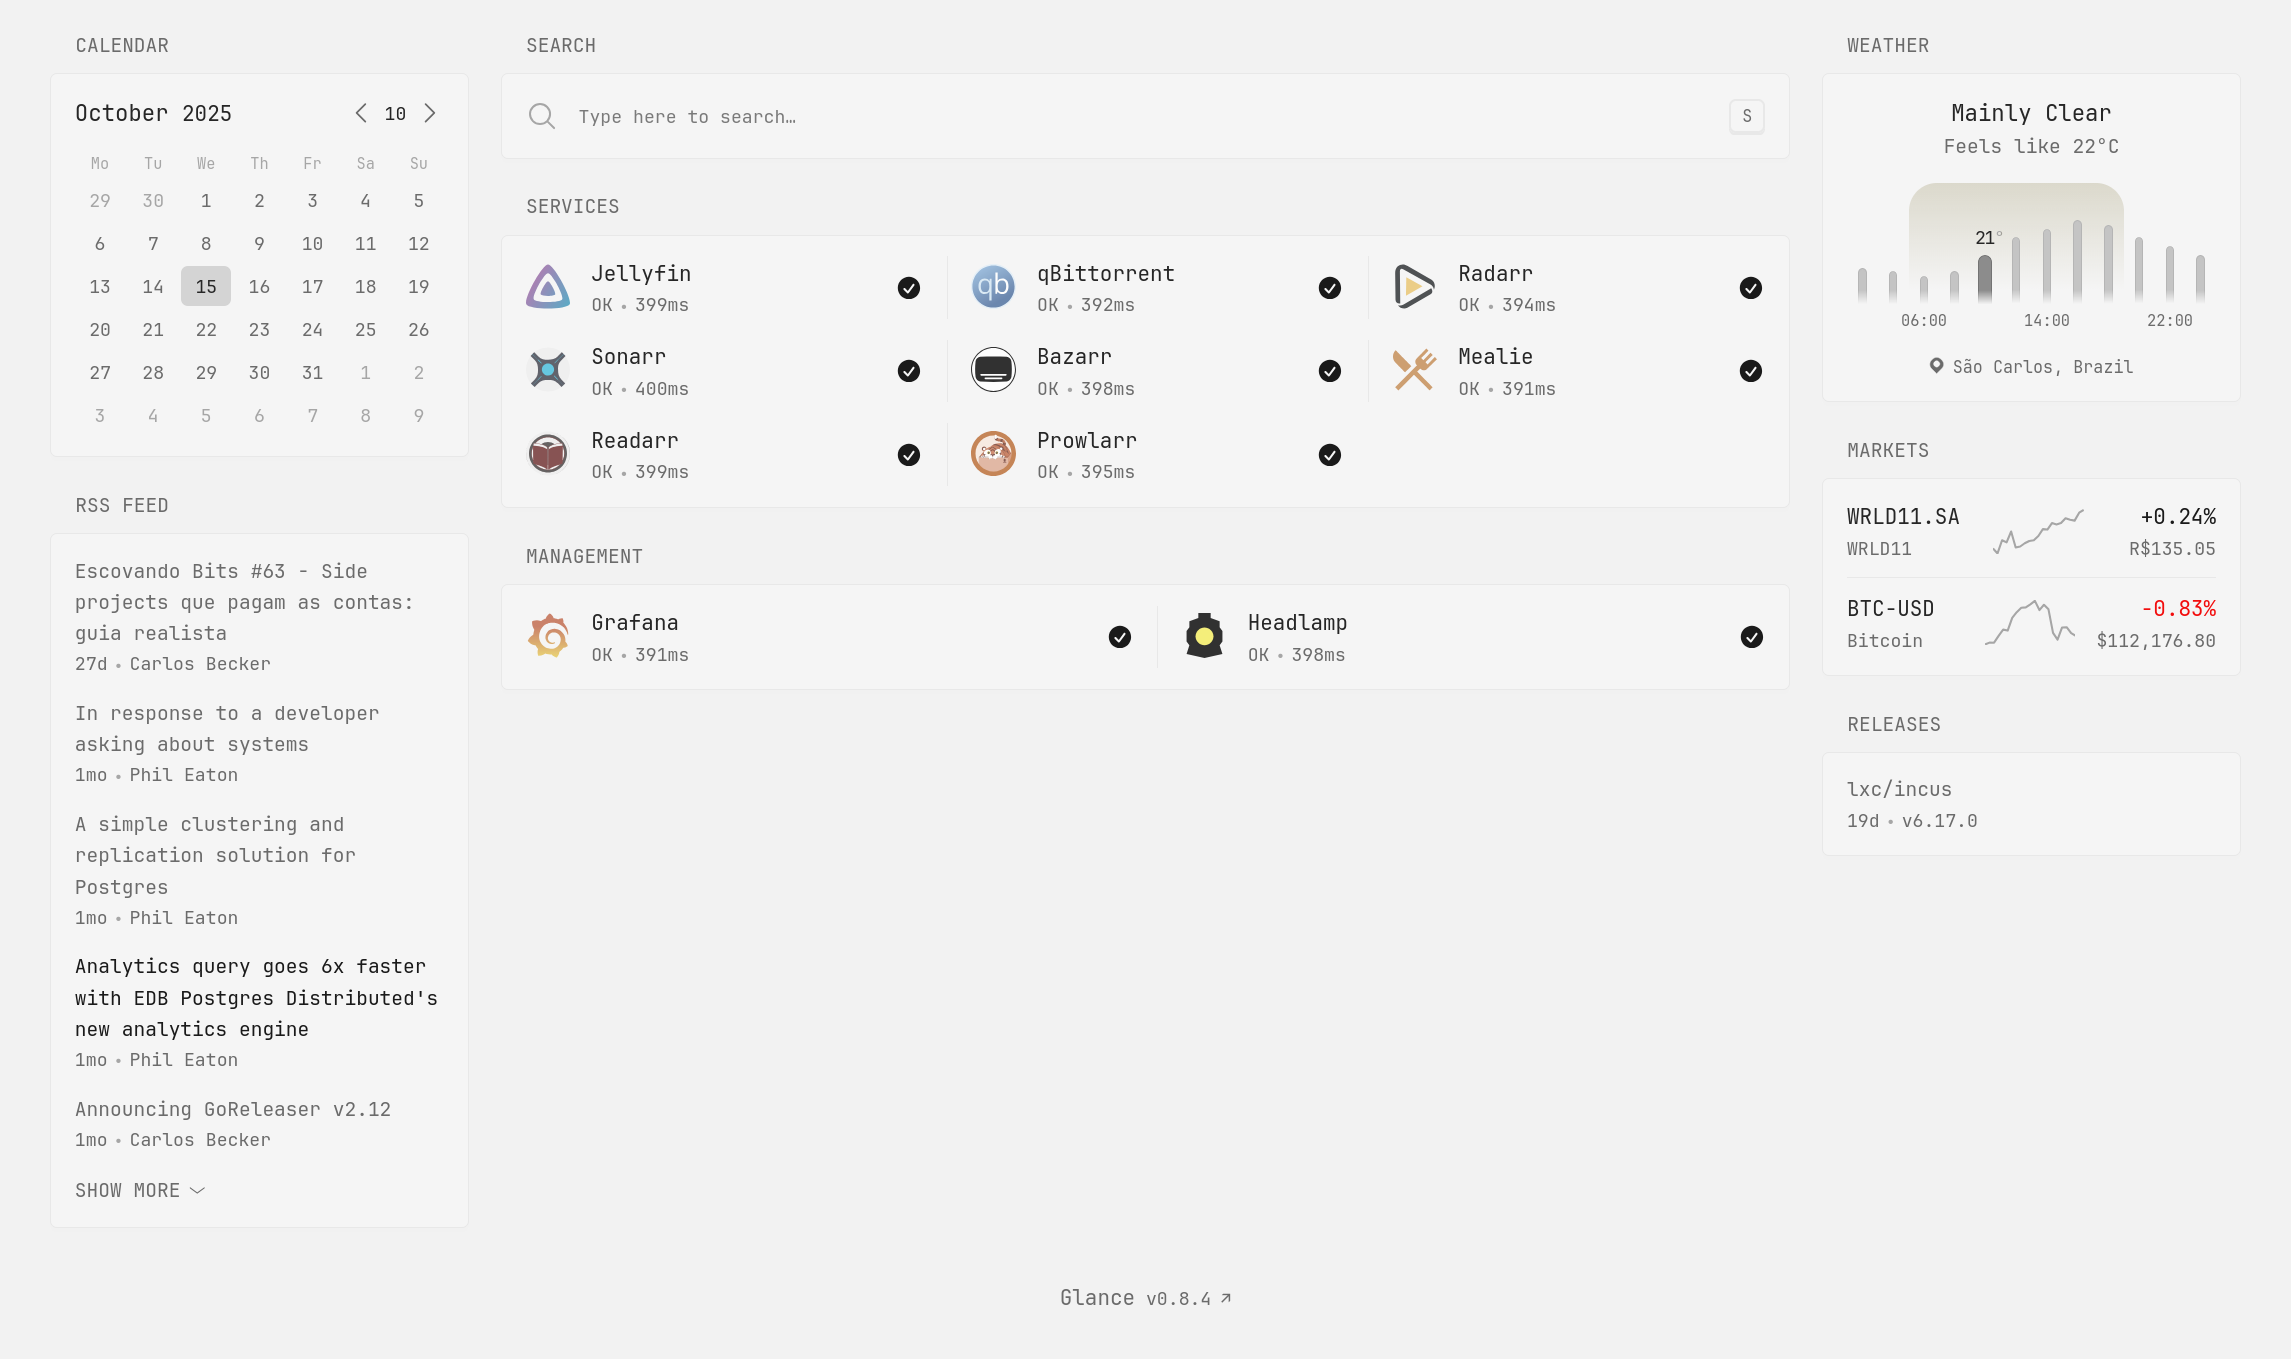 CALENDAR
October 2025
10
Mo Tu We Th Fr Sa Su
29 30 1 2 3 4 5
6 7 8 9 10 11 12
13 14 15 16 17 18 19
20 21 22 23 24 25 26
27 28 29 30 31 1 2
3 4 5 6 7 8 9
RSS FEED
Escovando Bits #63 - Side
projects que pagam as contas:
guia realista
27d • Carlos Becker
In response to a developer
asking about systems
1mo • Phil Eaton
A simple clustering and
replication solution for
Postgres
1mo • Phil Eaton
Analytics query goes 6x faster
with EDB Postgres Distributed's
new analytics engine
1mo • Phil Eaton
Announcing GoReleaser v2.12
1mo • Carlos Becker
SHOW MORE
SEARCH
Type here to search…
S
SERVICES
Jellyfin
OK • 399ms
qb
qBittorrent
OK • 392ms
Radarr
OK • 394ms
Sonarr
OK • 400ms
Bazarr
OK • 398ms
Mealie
OK • 391ms
Readarr
OK • 399ms
Prowlarr
OK • 395ms
MANAGEMENT
Grafana
OK • 391ms
Headlamp
OK • 398ms
WEATHER
Mainly Clear
Feels like 22°C
21°
06:00 14:00 22:00
São Carlos, Brazil
MARKETS
WRLD11.SA +0.24%
WRLD11 R$135.05
BTC-USD -0.83%
Bitcoin $112,176.80
RELEASES
lxc/incus
19d • v6.17.0
Glance v0.8.4